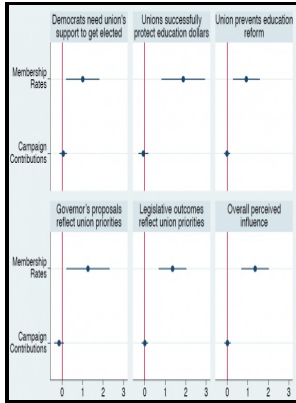 Democrats need union's
support to get elected
Unions successfully
protect education dollars
Union prevents education
reform
Membership
Rates
Campaign
Contributions
Governor's proposals
reflect union priorities
Legislative outcomes
reflect union priorities
Overall perceived
influence
Membership
Rates
Campaign
Contributions
0 1 2 3
0 1 2 3
0 1 2 3